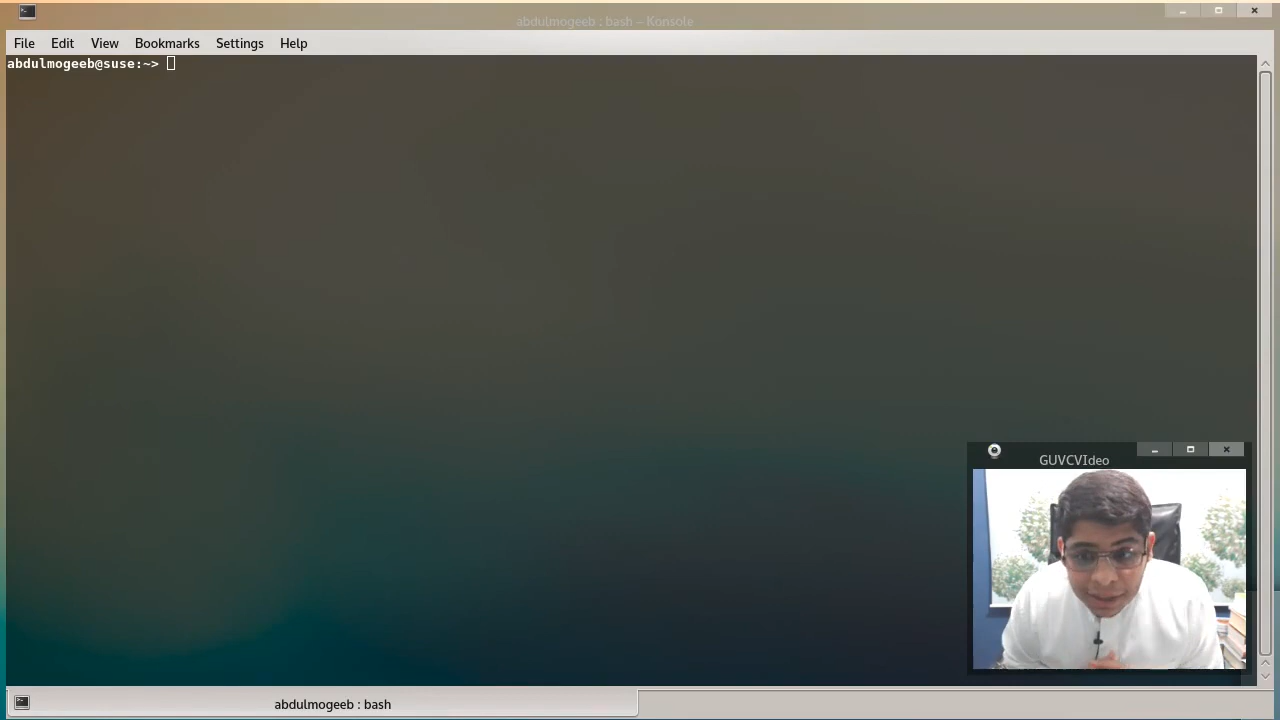 abdulmogeeb : bash – Konsole
File Edit View Bookmarks Settings Help
abdulmogeeb@suse:~>
GUVCVIdeo
abdulmogeeb : bash